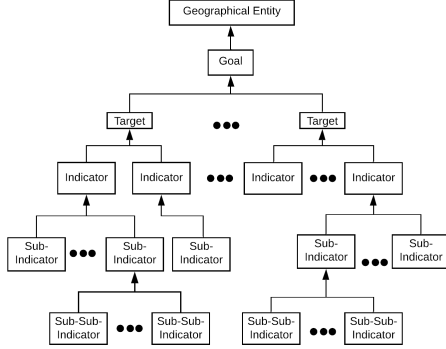 Geographical Entity
Goal
Target
Target
Indicator
Indicator
Indicator
Indicator
Sub-
Indicator
Sub-
Indicator
Sub-
Indicator
Sub-
Indicator
Sub-
Indicator
Sub-Sub-
Indicator
Sub-Sub-
Indicator
Sub-Sub-
Indicator
Sub-Sub-
Indicator